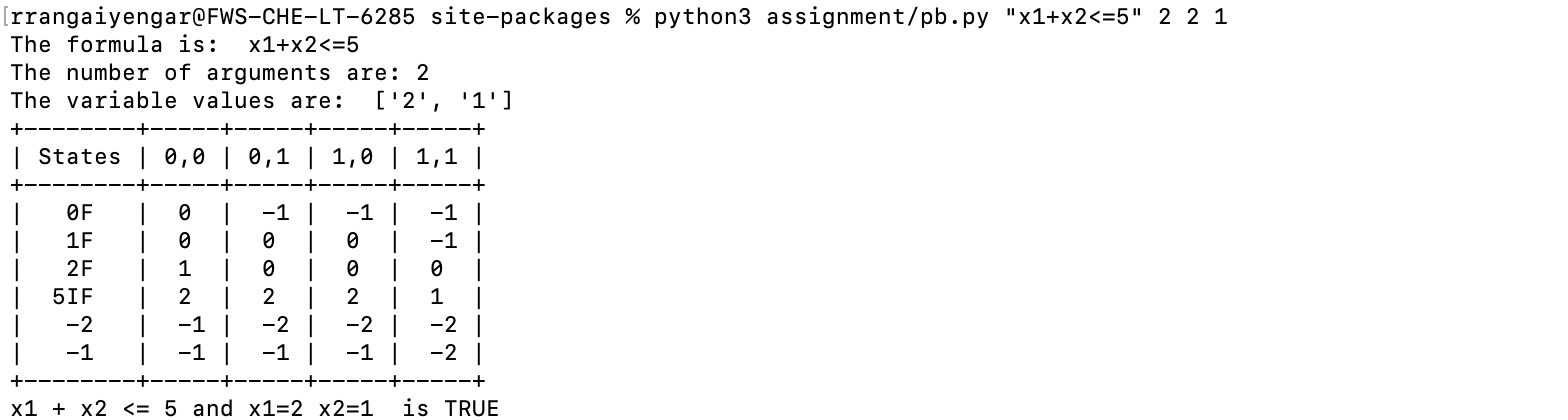 rrangaiyengar@FWS-CHE-LT-6285 site-packages % python3 assignment/pb.py "x1+x2<=5" 2 2 1
The formula is:  x1+x2<=5
The number of arguments are: 2
The variable values are:  ['2', '1']
+--------+-----+-----+-----+-----+
| States | 0,0 | 0,1 | 1,0 | 1,1 |
+--------+-----+-----+-----+-----+
|   0F   |  0  |  -1 |  -1 |  -1 |
|   1F   |  0  |  0  |  0  |  -1 |
|   2F   |  1  |  0  |  0  |  0  |
|  5IF   |  2  |  2  |  2  |  1  |
|   -2   |  -1 |  -2 |  -2 |  -2 |
|   -1   |  -1 |  -1 |  -1 |  -2 |
+--------+-----+-----+-----+-----+
x1 + x2 <= 5 and x1=2 x2=1  is TRUE